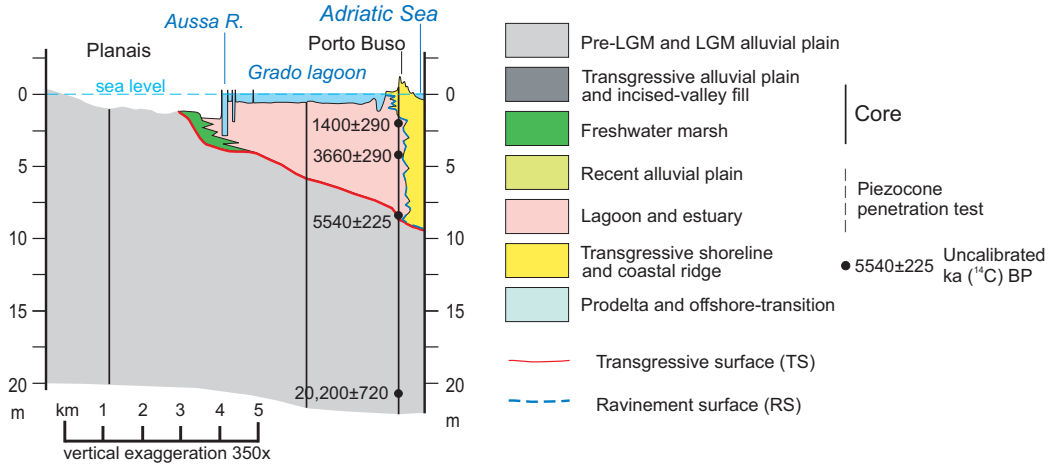 Adriatic Sea
Aussa R.
Planais
Porto Buso
Grado lagoon
sea level
0
5
10
15
20
m
0
5
10
15
20
m
1400±290
3660±290
5540±225
20,200±720
km 1 2 3 4 5
vertical exaggeration 350x
Pre-LGM and LGM alluvial plain
Transgressive alluvial plain
and incised-valley fill
Freshwater marsh
Recent alluvial plain
Lagoon and estuary
Transgressive shoreline
and coastal ridge
Prodelta and offshore-transition
Transgressive surface (TS)
Ravinement surface (RS)
Core
Piezocone
penetration test
5540±225 Uncalibrated
ka (¹⁴C) BP